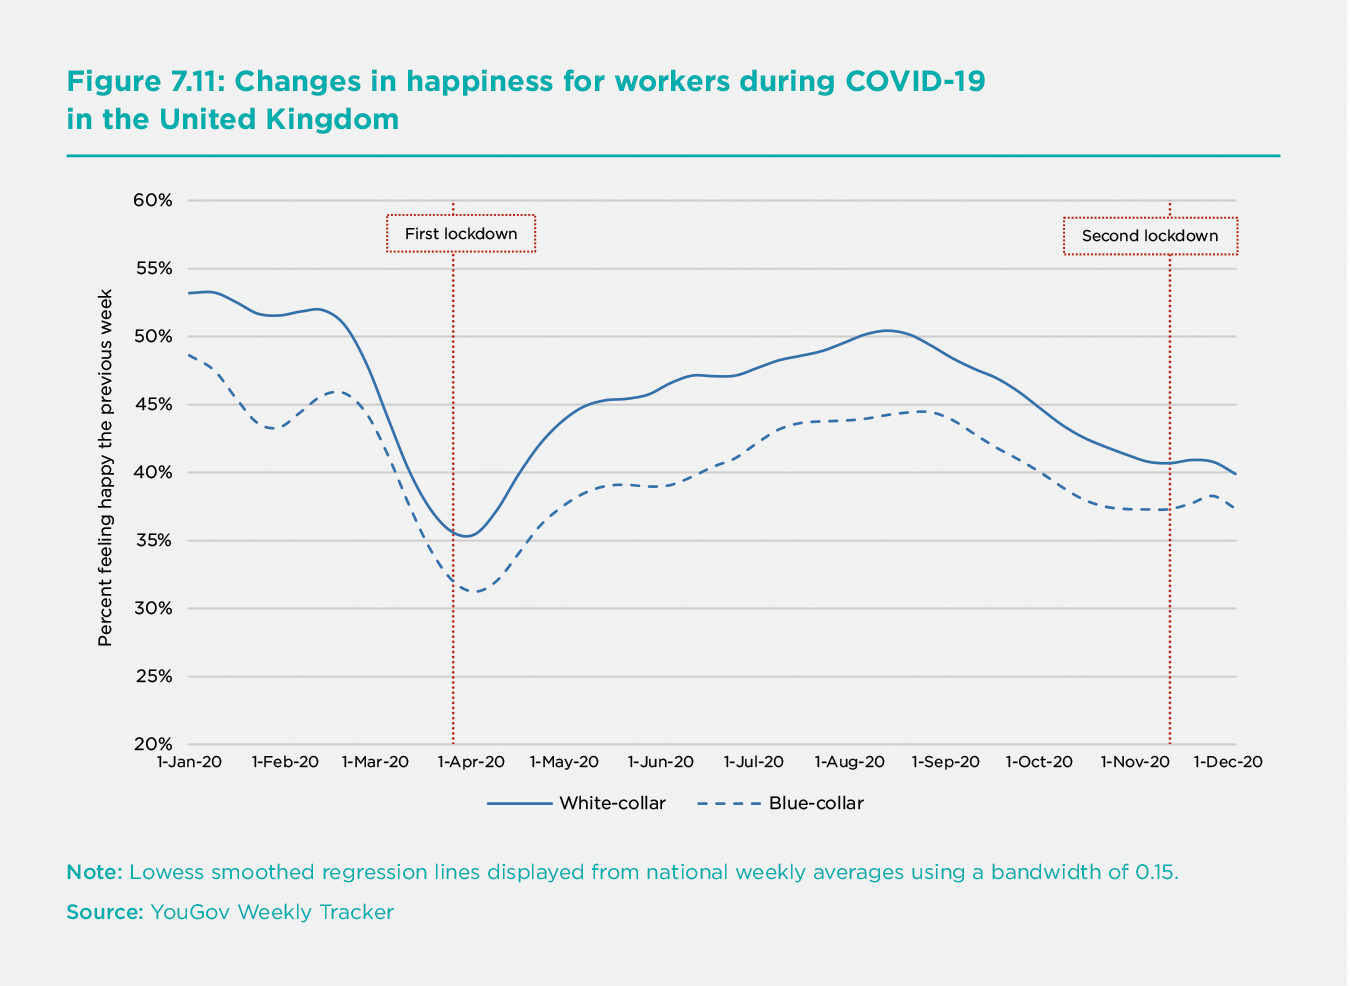 Figure 7.11: Changes in happiness for workers during COVID-19
in the United Kingdom
Percent feeling happy the previous week
60%
55%
50%
45%
40%
35%
30%
25%
20%
First lockdown
Second lockdown
1-Jan-20
1-Feb-20
1-Mar-20
1-Apr-20
1-May-20
1-Jun-20
1-Jul-20
1-Aug-20
1-Sep-20
1-Oct-20
1-Nov-20
1-Dec-20
White-collar
Blue-collar
Note: Lowess smoothed regression lines displayed from national weekly averages using a bandwidth of 0.15.
Source: YouGov Weekly Tracker